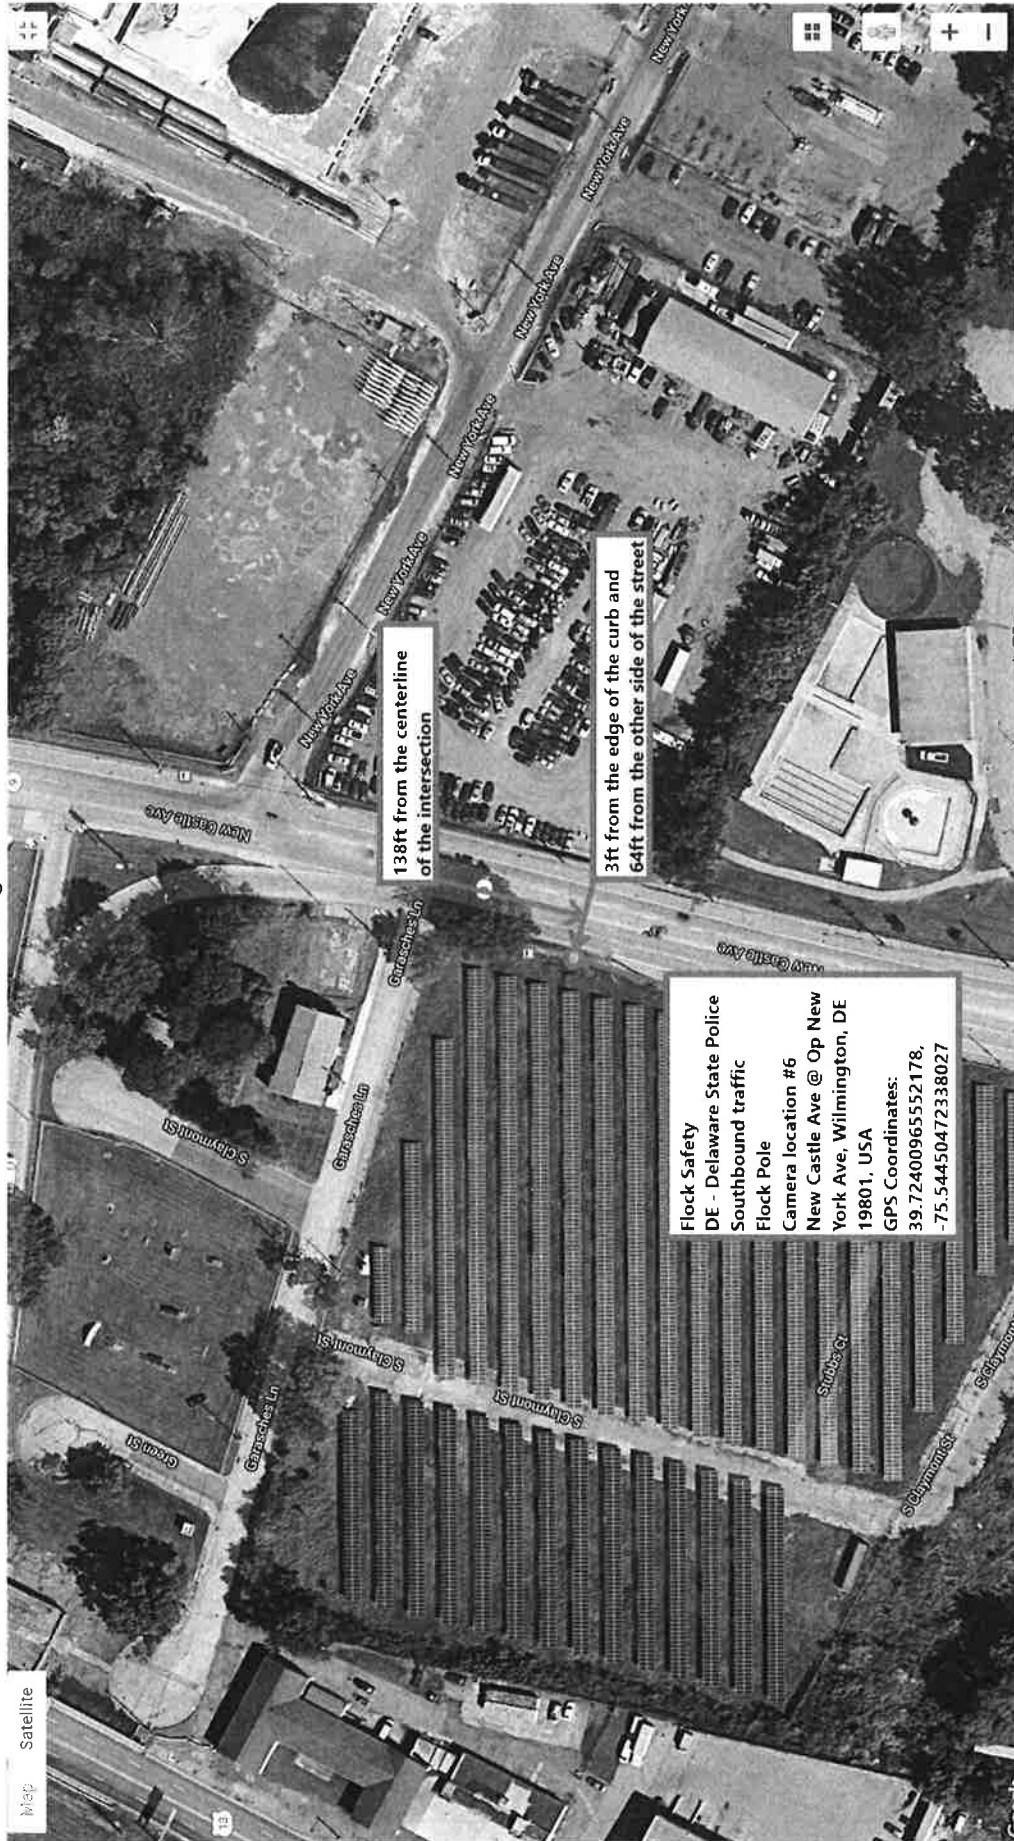 Map Satellite
13
Green St
Garasches Ln
S Claymont St
Garasches Ln
Garasches Ln
New Castle Ave
9
New York Ave
New York Ave
New York Ave
New York Ave
New York Ave
New York
138ft from the centerline
of the intersection
3ft from the edge of the curb and
64ft from the other side of the street
S Claymont St
S Claymont St
New Castle Ave
New Castle Ave
Flock Safety
DE - Delaware State Police
Southbound traffic
Flock Pole
Camera location #6
New Castle Ave @ Op New
York Ave, Wilmington, DE
19801, USA
GPS Coordinates:
39.72400965552178,
-75.54450472338027
Stubbs Ct
S Claymont St
S Claymont